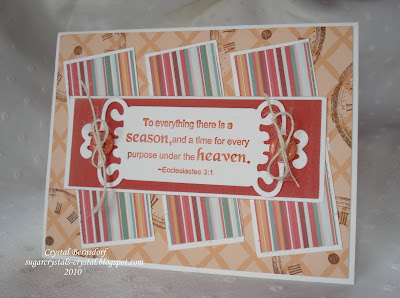 To everything there is a
season, and a time for every
purpose under the heaven.
~Ecclesiastes 3:1
Crystal Bernsdorf
sugarcrystals-crystal.blogspot.com
2010